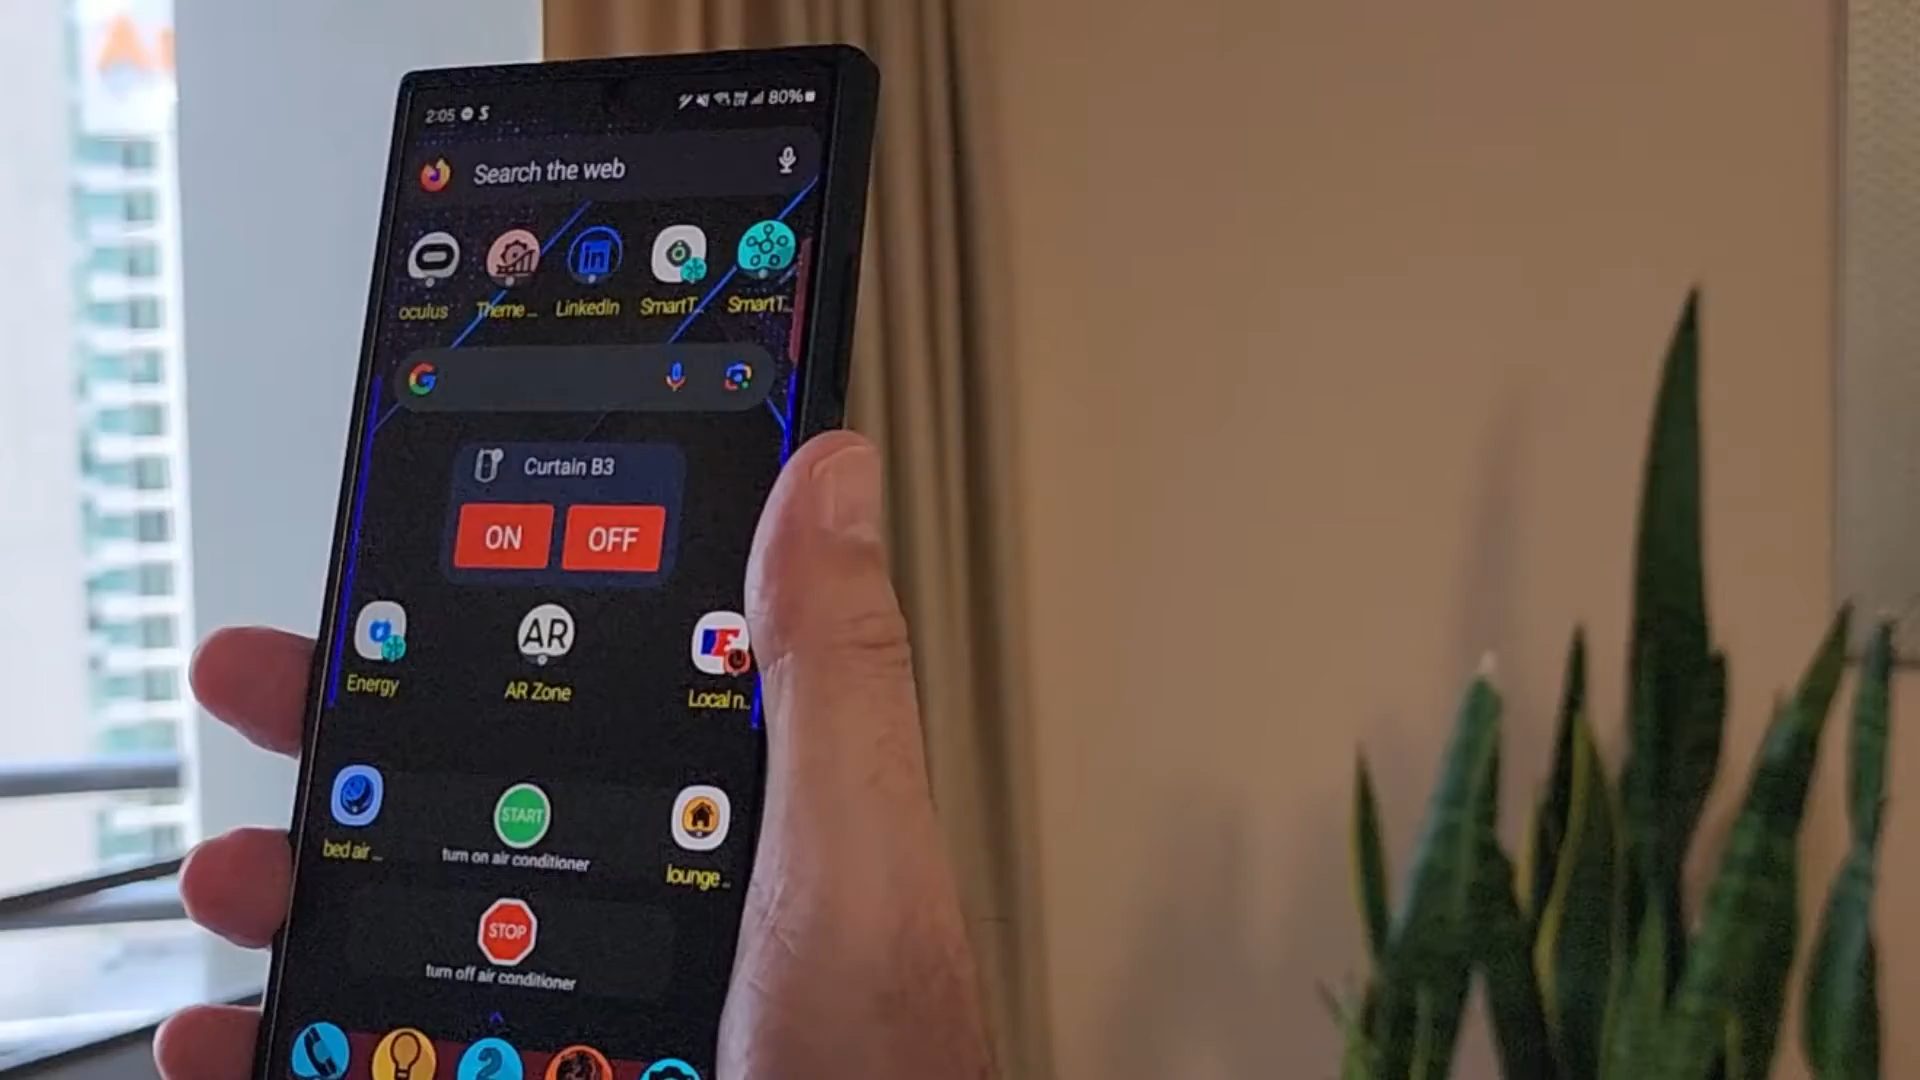 2:05
80%
Search the web
in
oculus
Theme ...
LinkedIn
SmartT...
SmartT...
G
Curtain B3
ON
OFF
AR
Energy
AR Zone
Local n..
START
bed air ...
turn on air conditioner
lounge ..
STOP
turn off air conditioner